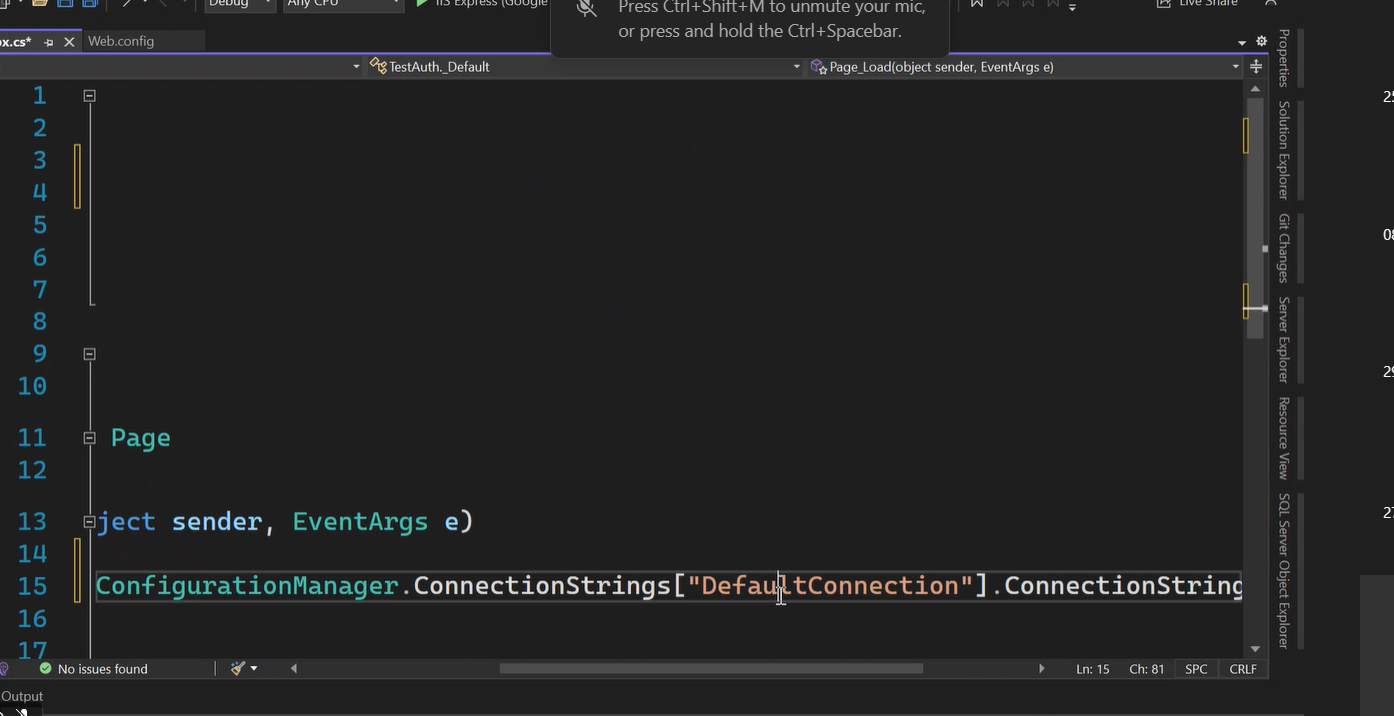 Debug
Any CPU
IIS Express (Google
Press Ctrl+Shift+M to unmute your mic,
or press and hold the Ctrl+Spacebar.
Live Share
x.cs*
Web.config
TestAuth._Default
Page_Load(object sender, EventArgs e)
1
2
3
4
5
6
7
8
9
10
11 Page
12
13 ject sender, EventArgs e)
14
15 ConfigurationManager.ConnectionStrings["DefaultConnection"].ConnectionString
16
17
Properties
Solution Explorer
Git Changes
Server Explorer
Resource View
SQL Server Object Explorer
25
08
29
27
No issues found
Ln: 15
Ch: 81
SPC
CRLF
Output